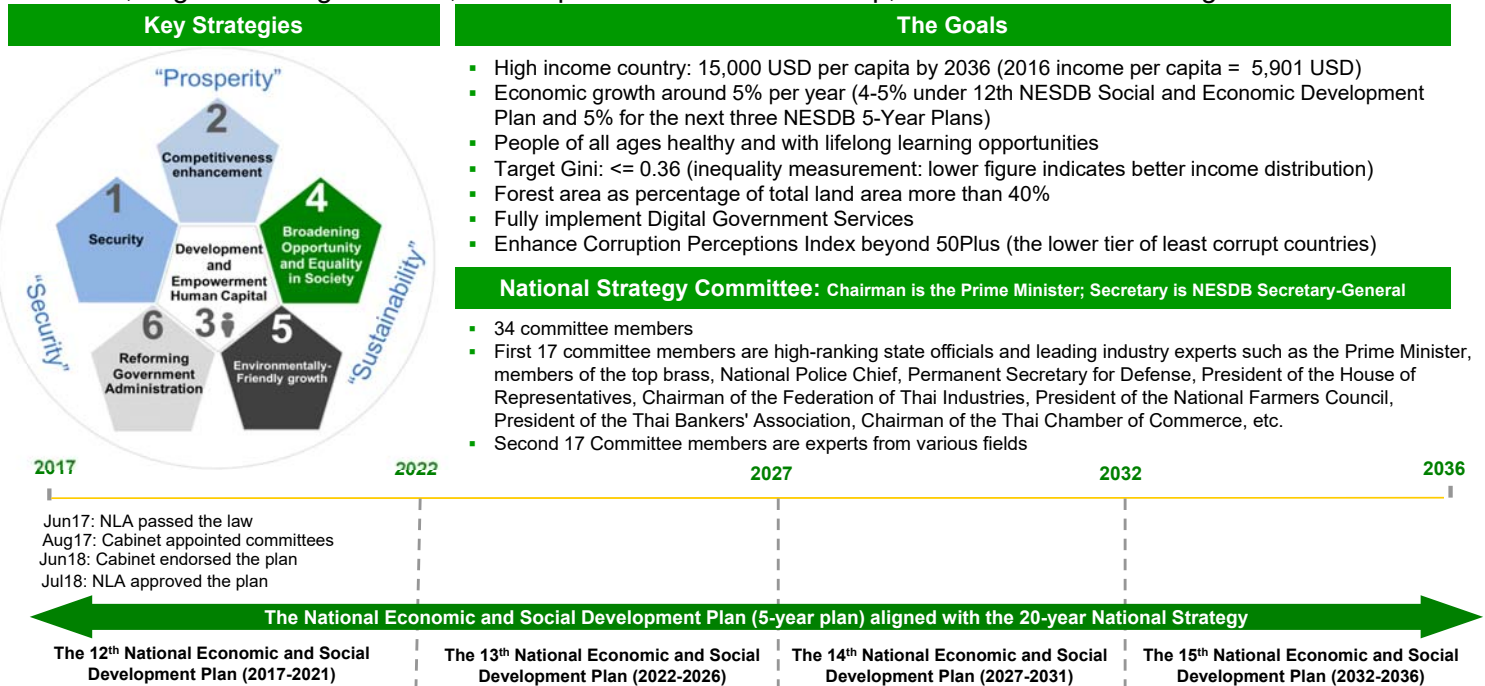 Key Strategies
The Goals
"Prosperity"
2
Competitiveness
enhancement
1
Security
4
Broadening
Opportunity
and Equality
in Society
Development
and
Empowerment
Human Capital
3
6
Reforming
Government
Administration
5
Environmentally-
Friendly growth
"Security"
"Sustainability"
▪ High income country: 15,000 USD per capita by 2036 (2016 income per capita = 5,901 USD)
▪ Economic growth around 5% per year (4-5% under 12th NESDB Social and Economic Development
Plan and 5% for the next three NESDB 5-Year Plans)
▪ People of all ages healthy and with lifelong learning opportunities
▪ Target Gini: <= 0.36 (inequality measurement: lower figure indicates better income distribution)
▪ Forest area as percentage of total land area more than 40%
▪ Fully implement Digital Government Services
▪ Enhance Corruption Perceptions Index beyond 50Plus (the lower tier of least corrupt countries)
National Strategy Committee: Chairman is the Prime Minister; Secretary is NESDB Secretary-General
▪ 34 committee members
▪ First 17 committee members are high-ranking state officials and leading industry experts such as the Prime Minister,
members of the top brass, National Police Chief, Permanent Secretary for Defense, President of the House of
Representatives, Chairman of the Federation of Thai Industries, President of the National Farmers Council,
President of the Thai Bankers' Association, Chairman of the Thai Chamber of Commerce, etc.
▪ Second 17 Committee members are experts from various fields
2017
2022
2027
2032
2036
Jun17: NLA passed the law
Aug17: Cabinet appointed committees
Jun18: Cabinet endorsed the plan
Jul18: NLA approved the plan
The National Economic and Social Development Plan (5-year plan) aligned with the 20-year National Strategy
The 12th National Economic and Social
Development Plan (2017-2021)
The 13th National Economic and Social
Development Plan (2022-2026)
The 14th National Economic and Social
Development Plan (2027-2031)
The 15th National Economic and Social
Development Plan (2032-2036)